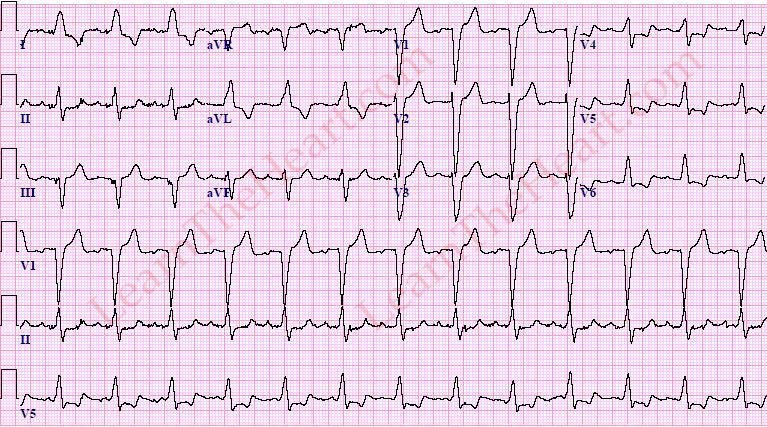 I aVR V1 V4
II aVL V2 V5
III aVF V3 V6
V1
II
V5
LearnTheHeart.com
LearnTheHeart.com